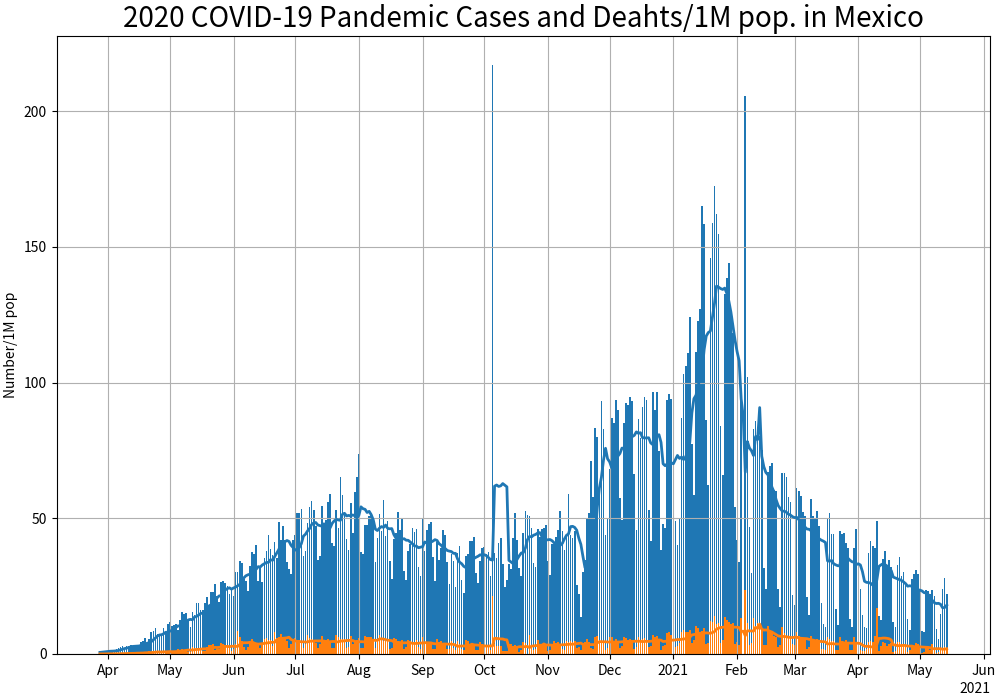 2020 COVID-19 Pandemic Cases and Deahts/1M pop. in Mexico
Number/1M pop
200
150
100
50
0
Apr May Jun Jul Aug Sep Oct Nov Dec 2021 Feb Mar Apr May Jun
2021